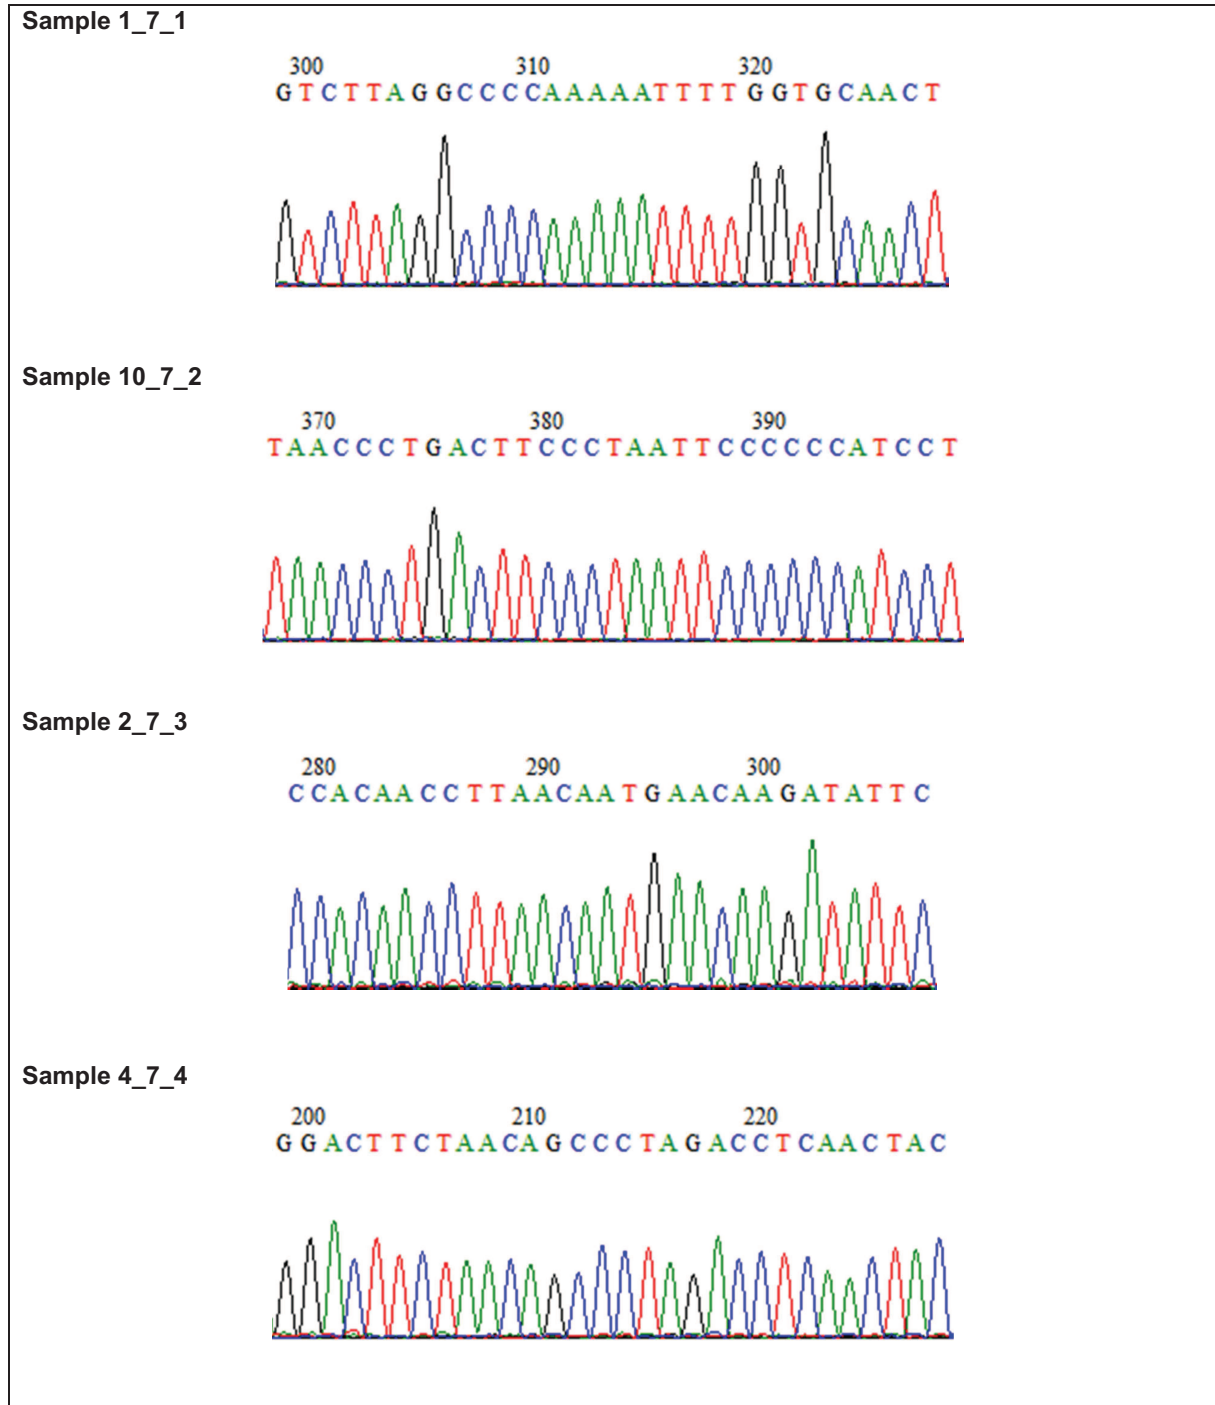 Sample 1_7_1
300 310 320
GTCTTAGGCCCCAAAAATTTTGGTGCAACT
Sample 10_7_2
370 380 390
TAACCCTGACTTCCCTAATTCCCCCCATCCT
Sample 2_7_3
280 290 300
CCACAACCTTAACAATGAACAAGATATTC
Sample 4_7_4
200 210 220
GGACTTCTAACAGCCCTAGACCTCAACTAC